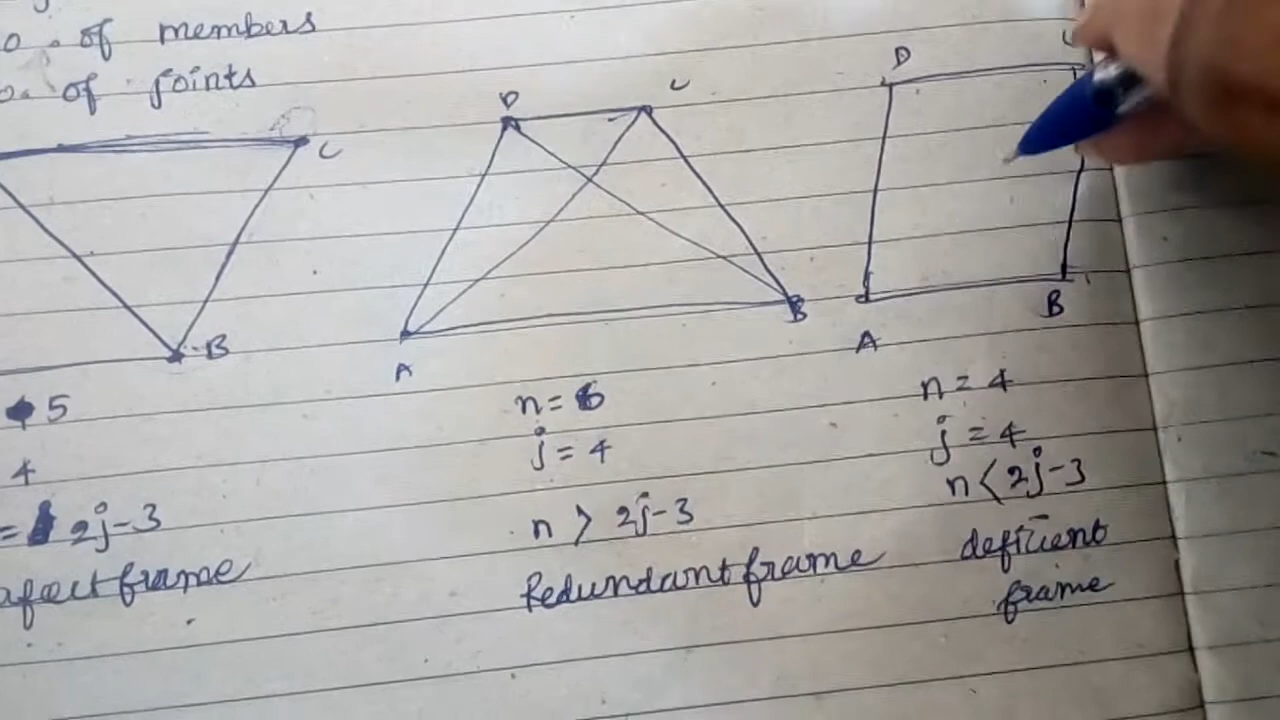 of members
of joints
D
C
D
C
B
A
B
A
B
5
n = 6
n = 4
4
j = 4
j = 4
= 2j-3
n > 2j-3
n < 2j-3
frame
Redundant frame
deficient
frame